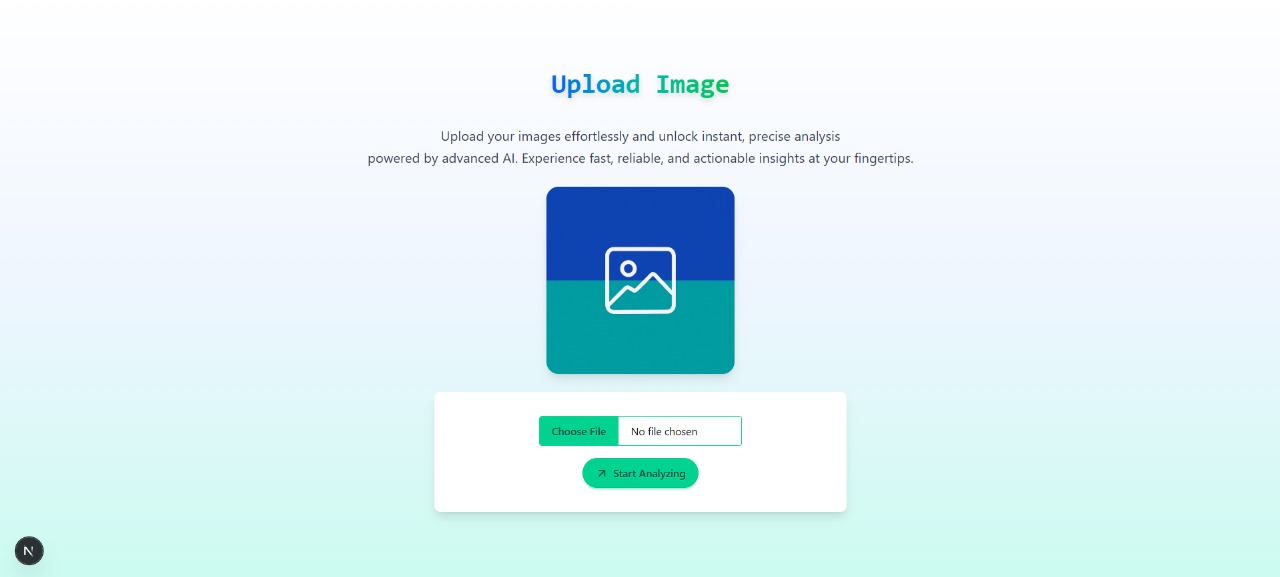 Upload Image
Upload your images effortlessly and unlock instant, precise analysis
powered by advanced AI. Experience fast, reliable, and actionable insights at your fingertips.
Choose File No file chosen
Start Analyzing
N